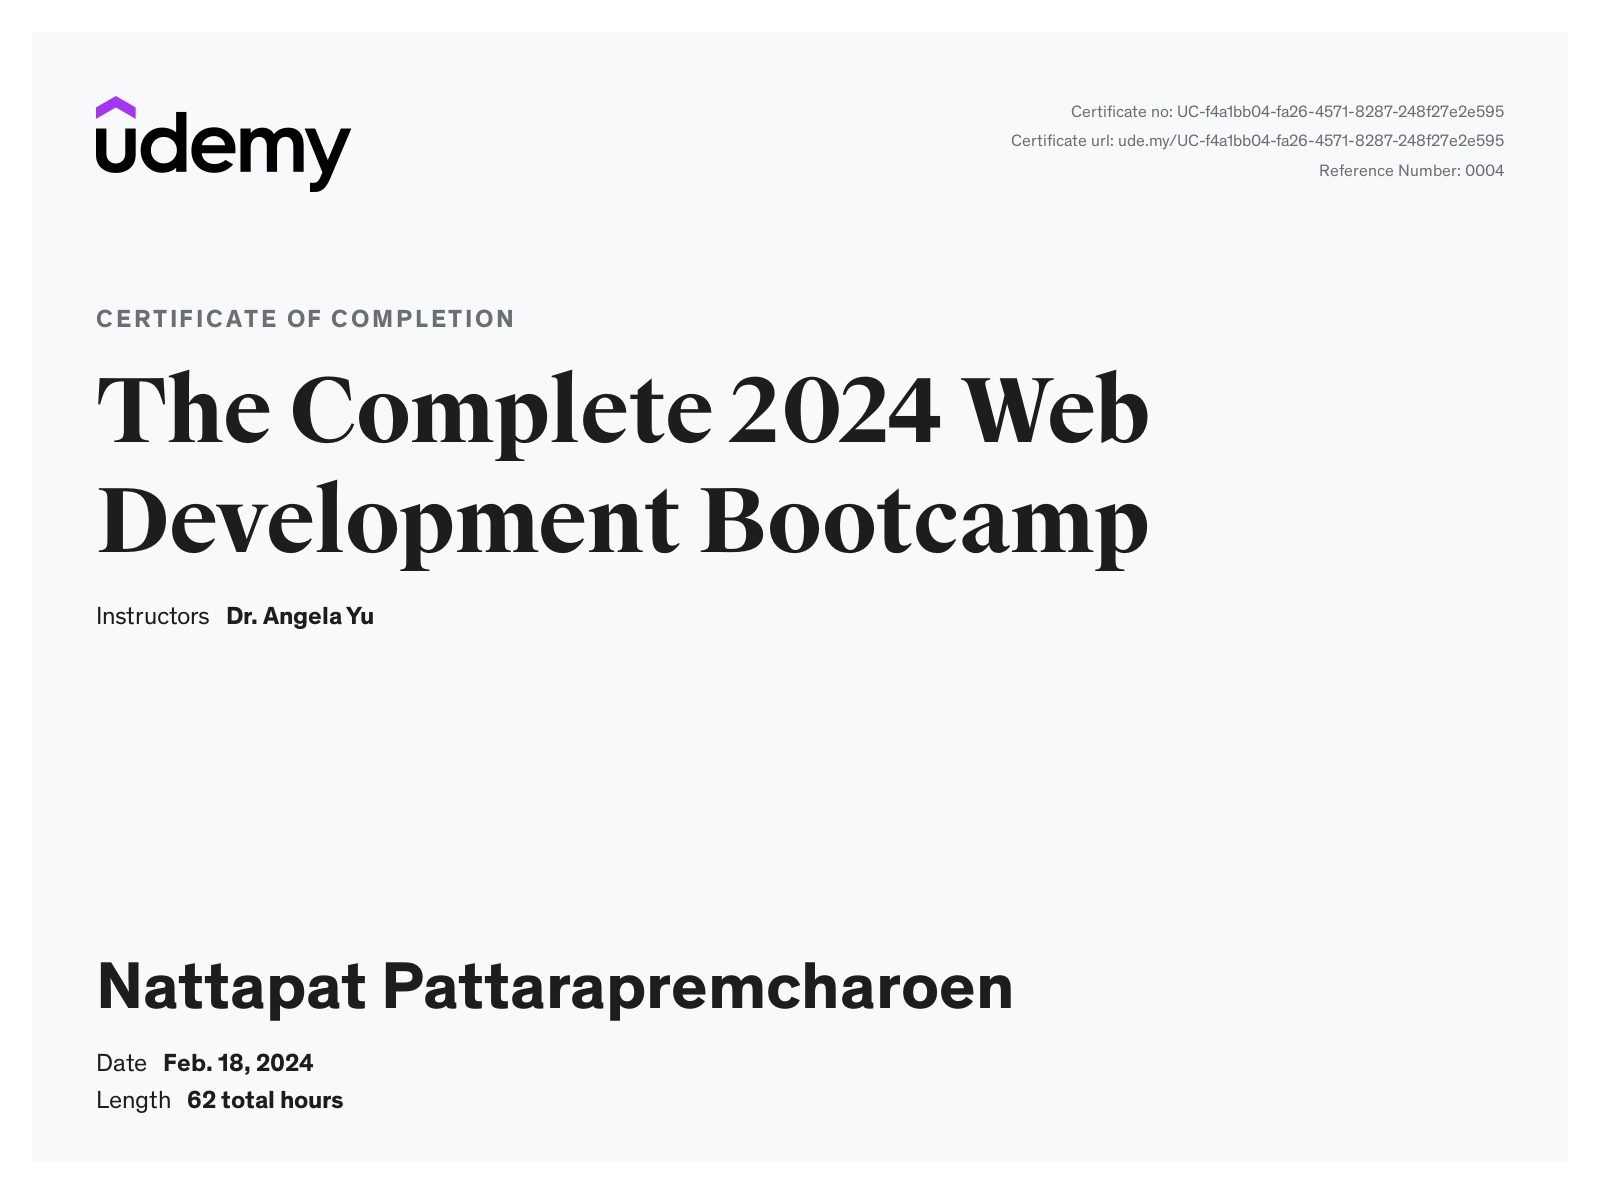 udemy
Certificate no: UC-f4a1bb04-fa26-4571-8287-248f27e2e595
Certificate url: ude.my/UC-f4a1bb04-fa26-4571-8287-248f27e2e595
Reference Number: 0004
CERTIFICATE OF COMPLETION
The Complete 2024 Web
Development Bootcamp
Instructors Dr. Angela Yu
Nattapat Pattarapremcharoen
Date Feb. 18, 2024
Length 62 total hours